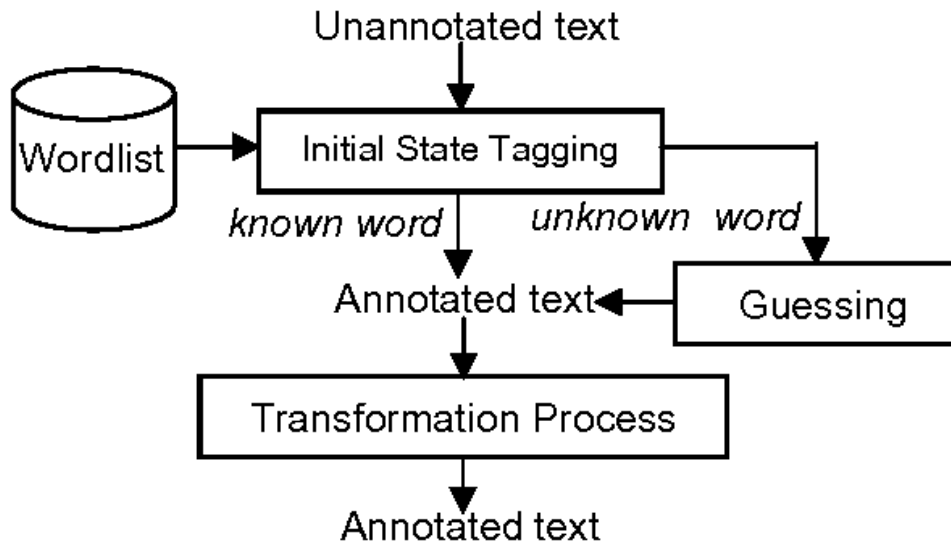 Unannotated text
Wordlist
Initial State Tagging
known word
unknown word
Annotated text
Guessing
Transformation Process
Annotated text